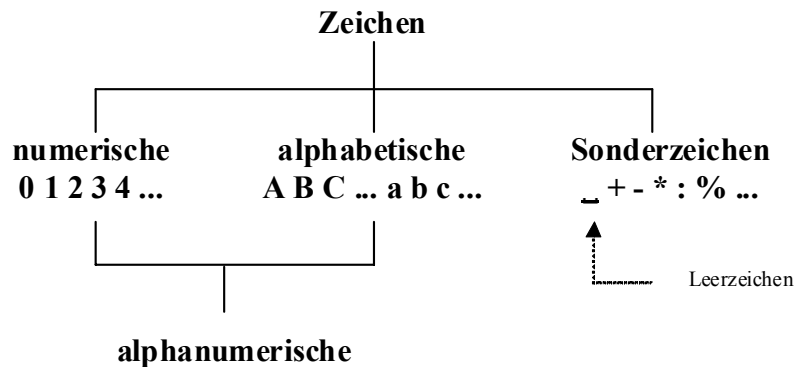 Zeichen
numerische alphabetische Sonderzeichen
0 1 2 3 4 ... A B C ... a b c ... ␣ + - * : % ...
Leerzeichen
alphanumerische